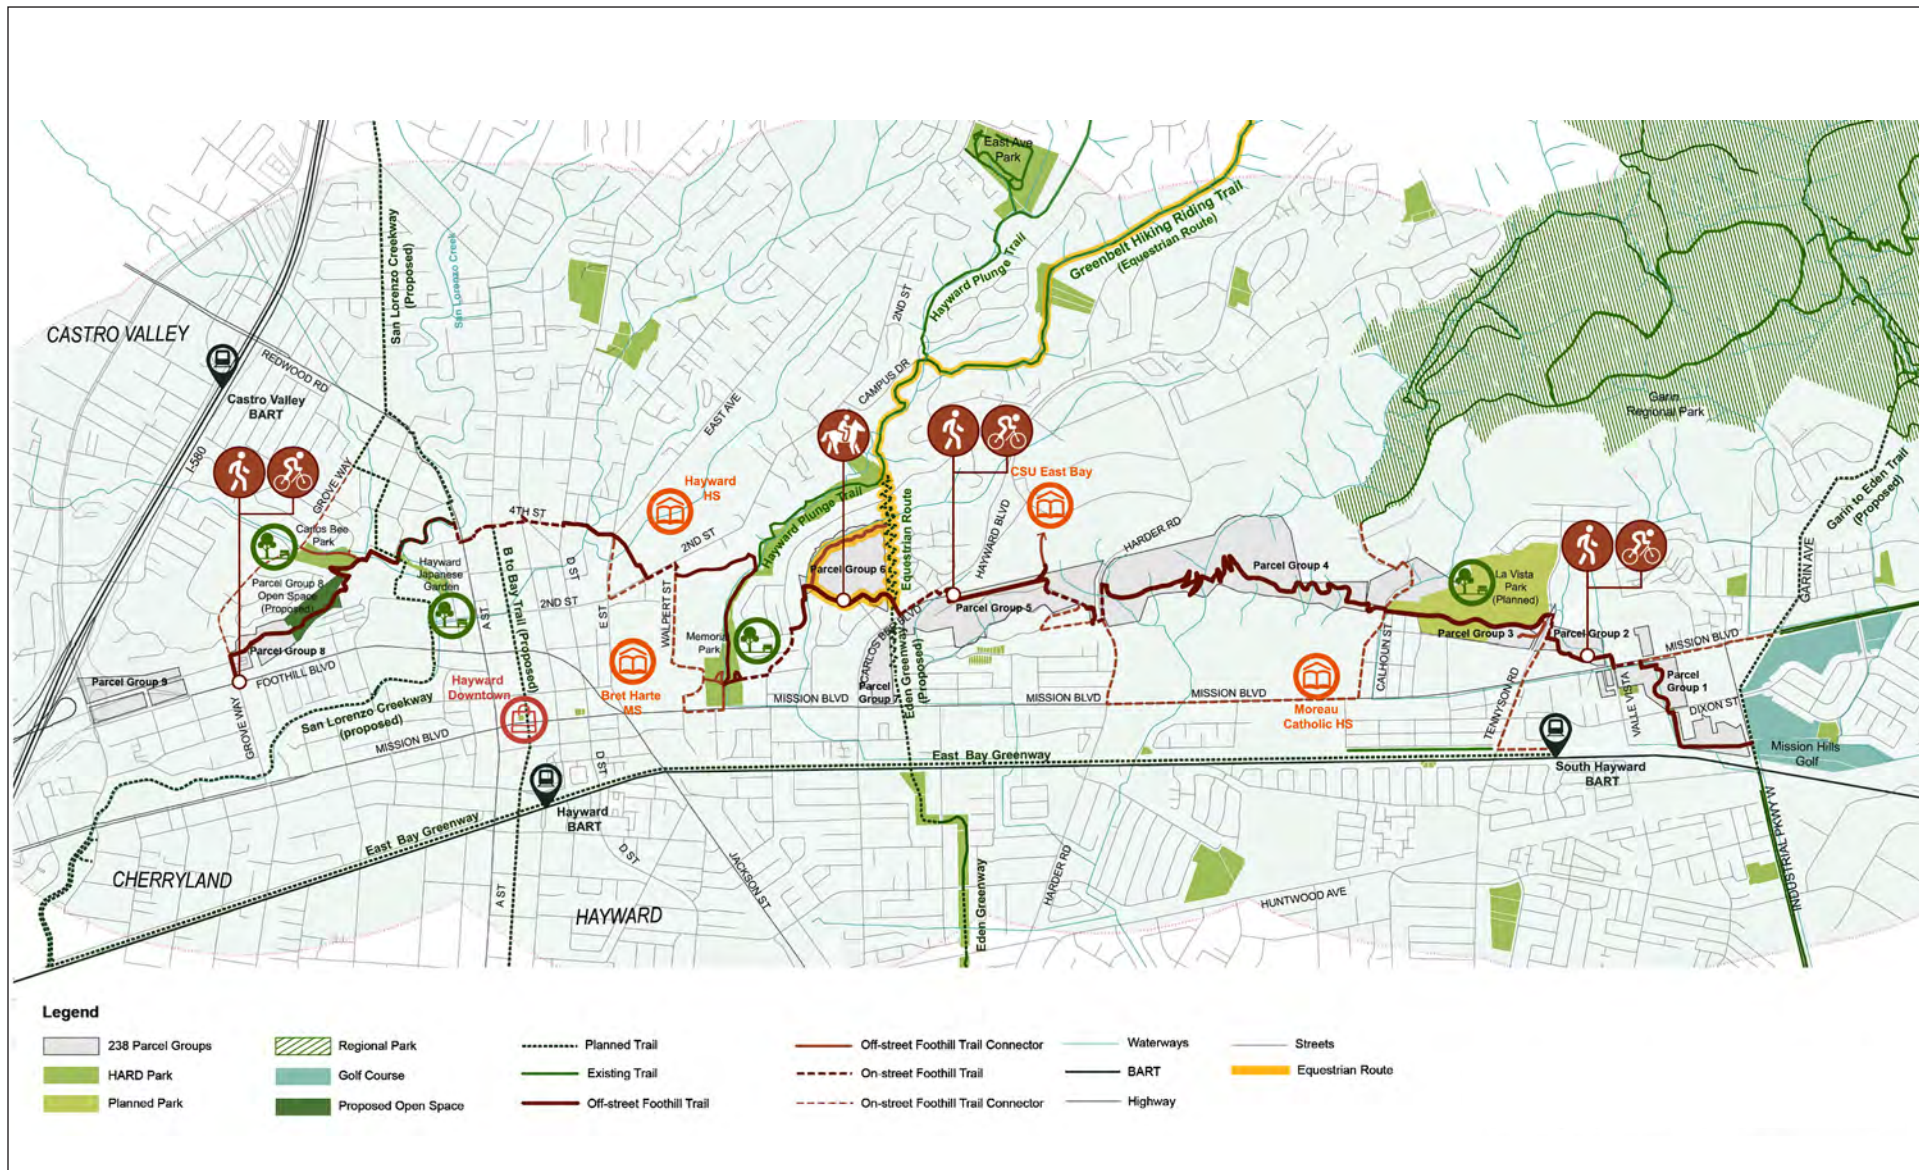 East Ave
Park
San Lorenzo Creekway
(Proposed)
San Lorenzo Creek
Greenbelt Hiking Riding Trail
(Equestrian Route)
Hayward Plunge Trail
2ND ST
CASTRO VALLEY
REDWOOD RD
CAMPUS DR
Castro Valley
BART
EAST AVE
Garin
Regional Park
I-580
GROVE WAY
Hayward
HS
CSU East Bay
Garin to Eden Trail
(Proposed)
4TH ST
Carlos Bee
Park
2ND ST
Hayward Plunge Trail
Equestrian Route
HAYWARD BLVD
HARDER RD
GARIN AVE
Hayward
Japanese
Garden
Parcel Group 8
Open Space
(Proposed)
D ST
B to Bay Trail (Proposed)
Parcel Group 6
Parcel Group 4
La Vista
Park
(Planned)
A ST
2ND ST
E ST
WALPERT ST
Parcel Group 5
CARLOS BEE BLVD
Memorial
Park
Parcel Group 3
Parcel Group 2
MISSION BLVD
Parcel Group 8
FOOTHILL BLVD
Parcel Group 9
Hayward
Downtown
Bret Harte
MS
Parcel
Group 7
Eden Greenway
(Proposed)
MISSION BLVD
MISSION BLVD
MISSION BLVD
Moreau
Catholic HS
CALHOUN ST
TENNYSON RD
VALLE VISTA
Parcel
Group 1
DIXON ST
GROVE WAY
San Lorenzo Creekway
(proposed)
MISSION BLVD
D ST
East Bay Greenway
South Hayward
BART
Mission Hills
Golf
Hayward
BART
East Bay Greenway
D ST
CHERRYLAND
A ST
HAYWARD
JACKSON ST
Eden Greenway
HARDER RD
HUNTWOOD AVE
INDUSTRIAL PKWY W
Legend
238 Parcel Groups
HARD Park
Planned Park
Regional Park
Golf Course
Proposed Open Space
Planned Trail
Existing Trail
Off-street Foothill Trail
Off-street Foothill Trail Connector
On-street Foothill Trail
On-street Foothill Trail Connector
Waterways
BART
Highway
Streets
Equestrian Route